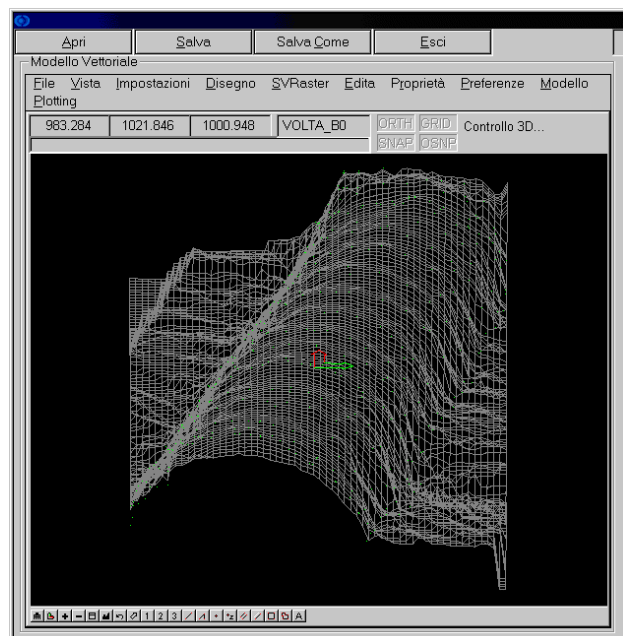 Apri Salva Salva Come Esci
Modello Vettoriale
File Vista Impostazioni Disegno SVRaster Edita Proprietà Preferenze Modello
Plotting
983.284 1021.846 1000.948 VOLTA_B0 ORTH GRID Controllo 3D...
SNAP OSNP
1 2 3 A